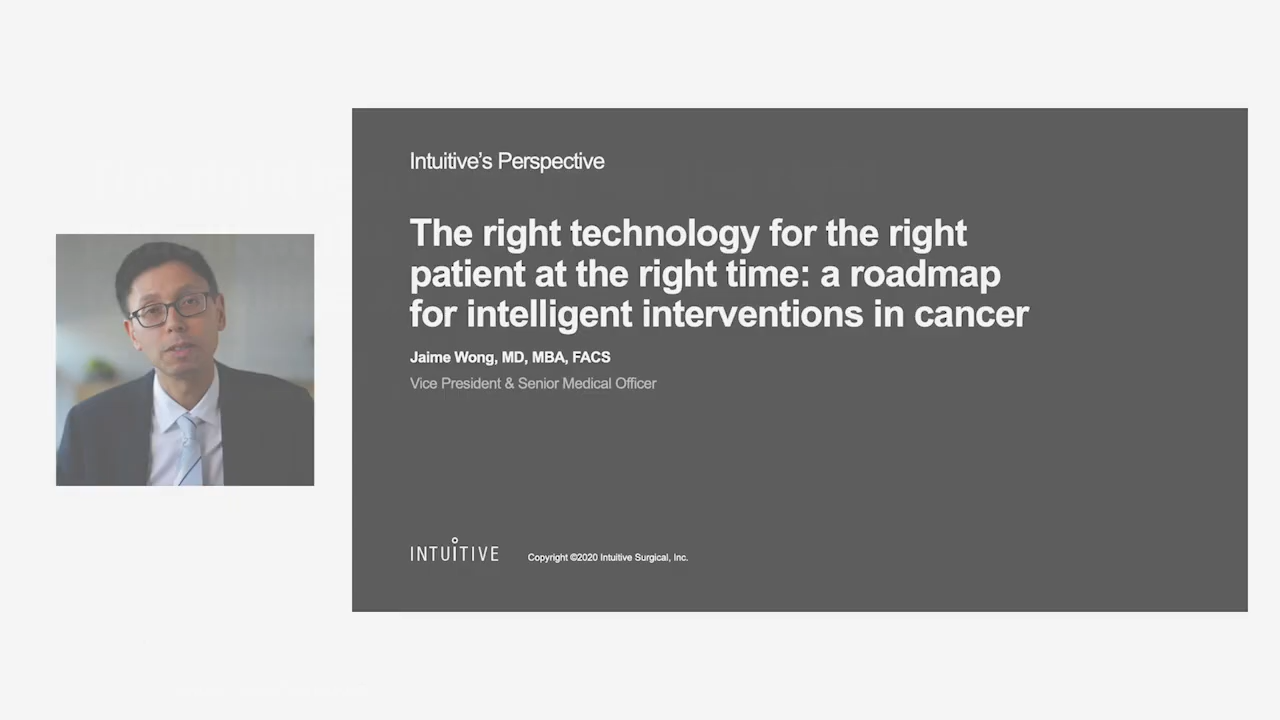 Intuitive’s Perspective
The right technology for the right
patient at the right time: a roadmap
for intelligent interventions in cancer
Jaime Wong, MD, MBA, FACS
Vice President & Senior Medical Officer
INTUITIVE
Copyright ©2020 Intuitive Surgical, Inc.